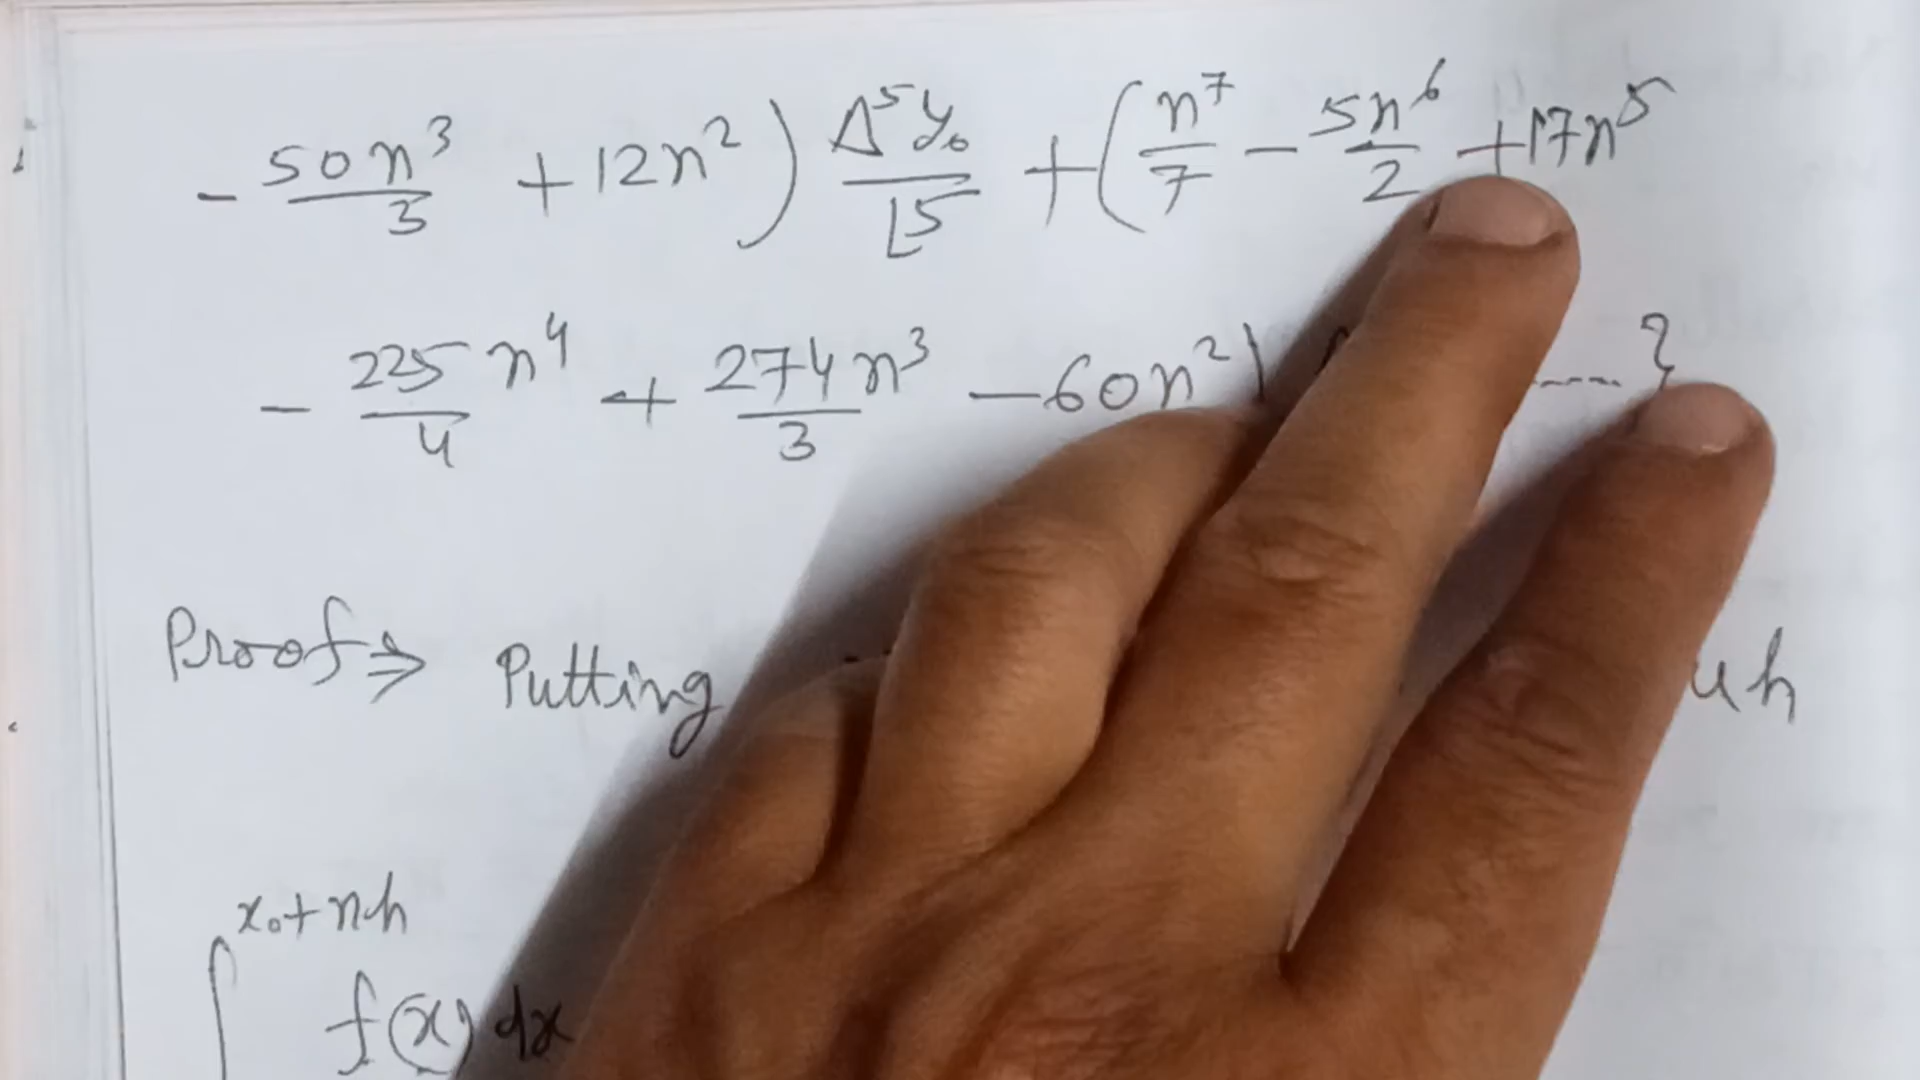 - 50n³/3 + 12n²) Δ⁵y₀/⌊5 + (n⁷/7 - 5n⁶/2 + 17n⁵
- 225/4 n⁴ + 274n³/3 - 60n²) ----}
Proof⇒ Putting uh
∫ x₀+nh
f(x) dx